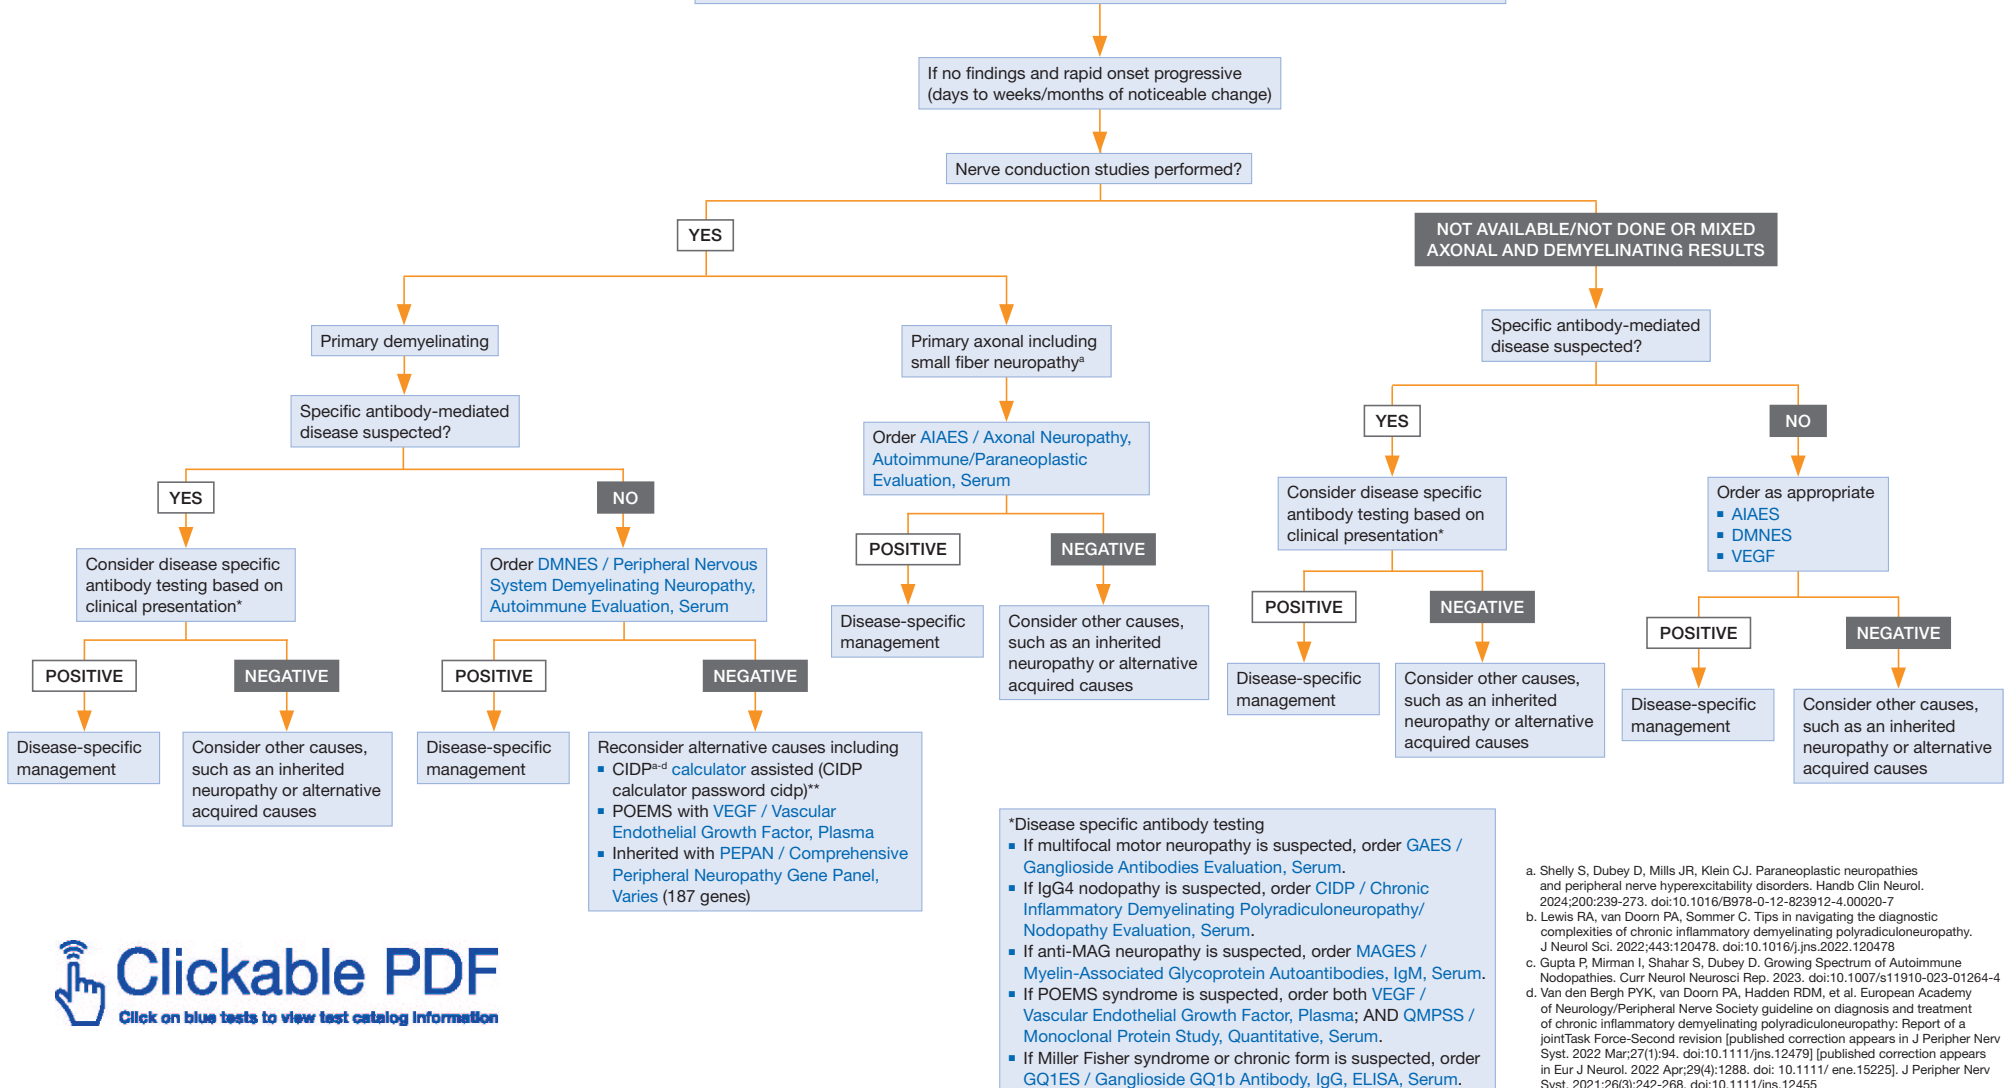 If no findings and rapid onset progressive
(days to weeks/months of noticeable change)
Nerve conduction studies performed?
YES
NOT AVAILABLE/NOT DONE OR MIXED
AXONAL AND DEMYELINATING RESULTS
Primary demyelinating
Specific antibody-mediated
disease suspected?
YES
Consider disease specific
antibody testing based on
clinical presentation*
POSITIVE
Disease-specific
management
NEGATIVE
Consider other causes,
such as an inherited
neuropathy or alternative
acquired causes
NO
Order DMNES / Peripheral Nervous
System Demyelinating Neuropathy,
Autoimmune Evaluation, Serum
POSITIVE
Disease-specific
management
NEGATIVE
Reconsider alternative causes including
▪ CIDPa-d calculator assisted (CIDP
calculator password cidp)**
▪ POEMS with VEGF / Vascular
Endothelial Growth Factor, Plasma
▪ Inherited with PEPAN / Comprehensive
Peripheral Neuropathy Gene Panel,
Varies (187 genes)
Primary axonal including
small fiber neuropathya
Order AIAES / Axonal Neuropathy,
Autoimmune/Paraneoplastic
Evaluation, Serum
POSITIVE
Disease-specific
management
NEGATIVE
Consider other causes,
such as an inherited
neuropathy or alternative
acquired causes
Specific antibody-mediated
disease suspected?
YES
Consider disease specific
antibody testing based on
clinical presentation*
POSITIVE
Disease-specific
management
NEGATIVE
Consider other causes,
such as an inherited
neuropathy or alternative
acquired causes
NO
Order as appropriate
▪ AIAES
▪ DMNES
▪ VEGF
POSITIVE
Disease-specific
management
NEGATIVE
Consider other causes,
such as an inherited
neuropathy or alternative
acquired causes
Clickable PDF
Click on blue tests to view test catalog information
*Disease specific antibody testing
▪ If multifocal motor neuropathy is suspected, order GAES /
Ganglioside Antibodies Evaluation, Serum.
▪ If IgG4 nodopathy is suspected, order CIDP / Chronic
Inflammatory Demyelinating Polyradiculoneuropathy/
Nodopathy Evaluation, Serum.
▪ If anti-MAG neuropathy is suspected, order MAGES /
Myelin-Associated Glycoprotein Autoantibodies, IgM, Serum.
▪ If POEMS syndrome is suspected, order both VEGF /
Vascular Endothelial Growth Factor, Plasma; AND QMPSS /
Monoclonal Protein Study, Quantitative, Serum.
▪ If Miller Fisher syndrome or chronic form is suspected, order
GQ1ES / Ganglioside GQ1b Antibody, IgG, ELISA, Serum.
a. Shelly S, Dubey D, Mills JR, Klein CJ. Paraneoplastic neuropathies
and peripheral nerve hyperexcitability disorders. Handb Clin Neurol.
2024;200:239-273. doi:10.1016/B978-0-12-823912-4.00020-7
b. Lewis RA, van Doorn PA, Sommer C. Tips in navigating the diagnostic
complexities of chronic inflammatory demyelinating polyradiculoneuropathy.
J Neurol Sci. 2022;443:120478. doi:10.1016/j.jns.2022.120478
c. Gupta P, Mirman I, Shahar S, Dubey D. Growing Spectrum of Autoimmune
Nodopathies. Curr Neurol Neurosci Rep. 2023. doi:10.1007/s11910-023-01264-4
d. Van den Bergh PYK, van Doorn PA, Hadden RDM, et al. European Academy
of Neurology/Peripheral Nerve Society guideline on diagnosis and treatment
of chronic inflammatory demyelinating polyradiculoneuropathy: Report of a
jointTask Force-Second revision [published correction appears in J Peripher Nerv
Syst. 2022 Mar;27(1):94. doi:10.1111/jns.12479] [published correction appears
in Eur J Neurol. 2022 Apr;29(4):1288. doi: 10.1111/ ene.15225]. J Peripher Nerv
Syst. 2021;26(3):242-268. doi:10.1111/jns.12455